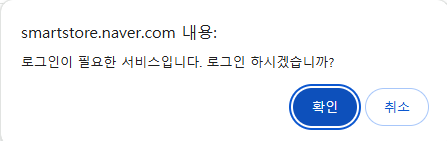 smartstore.naver.com 내용:
로그인이 필요한 서비스입니다. 로그인 하시겠습니까?
확인 취소